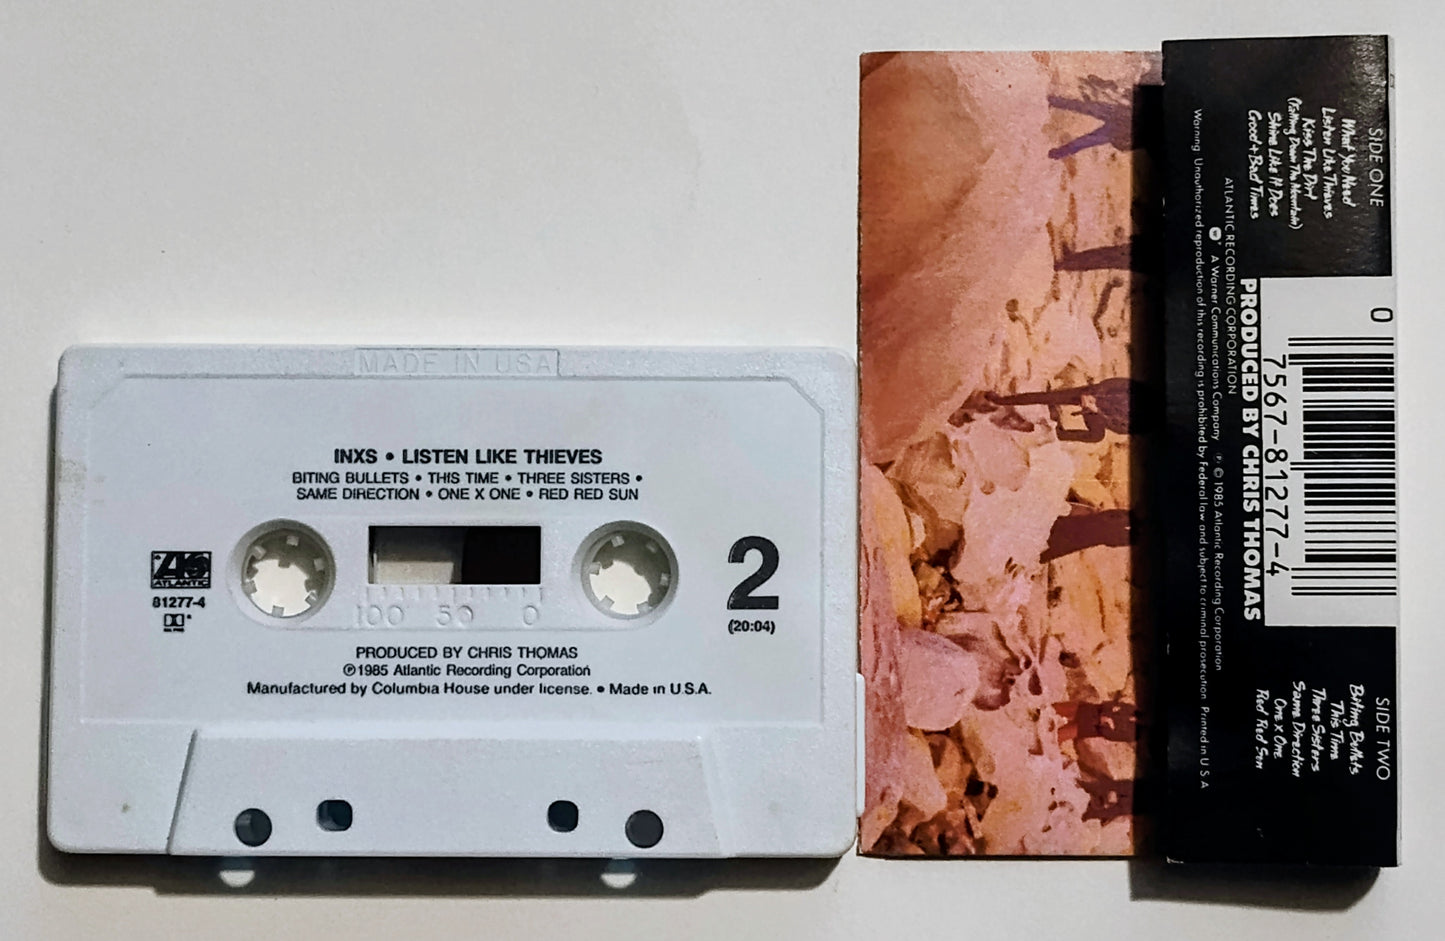 MADE IN USA
INXS • LISTEN LIKE THIEVES
BITING BULLETS • THIS TIME • THREE SISTERS •
SAME DIRECTION • ONE X ONE • RED RED SUN
ATLANTIC
81277-4
2
(20:04)
100 50 0
PRODUCED BY CHRIS THOMAS
℗1985 Atlantic Recording Corporation
Manufactured by Columbia House under license. • Made in U.S.A.
SIDE ONE
What You Need
Listen Like Thieves
Kiss The Dirt
(Falling Down The Mountain)
Shine Like It Does
Good + Bad Times
0
7567-81277-4
SIDE TWO
Biting Bullets
This Time
Three Sisters
Same Direction
One x One
Red Red Sun
PRODUCED BY CHRIS THOMAS
ATLANTIC RECORDING CORPORATION
A Warner Communications Company ℗ © 1985 Atlantic Recording Corporation
Warning Unauthorized reproduction of this recording is prohibited by Federal law and subject to criminal prosecution Printed in U S A